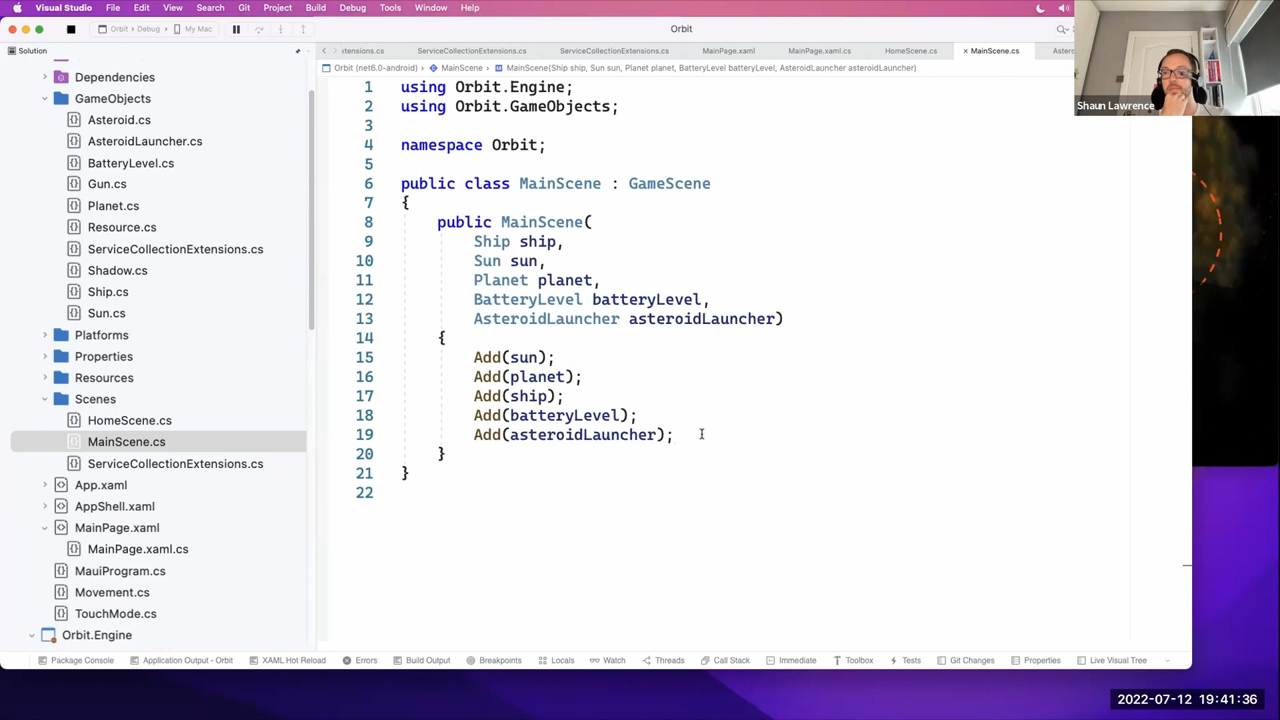 Visual Studio File Edit View Search Git Project Build Debug Tools Window Help
Orbit › Debug › My Mac
Orbit
Solution
tensions.cs ServiceCollectionExtensions.cs ServiceCollectionExtensions.cs MainPage.xaml MainPage.xaml.cs HomeScene.cs × MainScene.cs Aster
Orbit (net6.0-android) › MainScene › MainScene(Ship ship, Sun sun, Planet planet, BatteryLevel batteryLevel, AsteroidLauncher asteroidLauncher)
Dependencies
GameObjects
Asteroid.cs
AsteroidLauncher.cs
BatteryLevel.cs
Gun.cs
Planet.cs
Resource.cs
ServiceCollectionExtensions.cs
Shadow.cs
Ship.cs
Sun.cs
Platforms
Properties
Resources
Scenes
HomeScene.cs
MainScene.cs
ServiceCollectionExtensions.cs
App.xaml
AppShell.xaml
MainPage.xaml
MainPage.xaml.cs
MauiProgram.cs
Movement.cs
TouchMode.cs
Orbit.Engine
1 using Orbit.Engine;
2 using Orbit.GameObjects;
3
4 namespace Orbit;
5
6 public class MainScene : GameScene
7 {
8 public MainScene(
9 Ship ship,
10 Sun sun,
11 Planet planet,
12 BatteryLevel batteryLevel,
13 AsteroidLauncher asteroidLauncher)
14 {
15 Add(sun);
16 Add(planet);
17 Add(ship);
18 Add(batteryLevel);
19 Add(asteroidLauncher);
20 }
21 }
22
Shaun Lawrence
Package Console Application Output - Orbit XAML Hot Reload Errors Build Output Breakpoints Locals Watch Threads Call Stack Immediate Toolbox Tests Git Changes Properties Live Visual Tree
2022-07-12 19:41:36